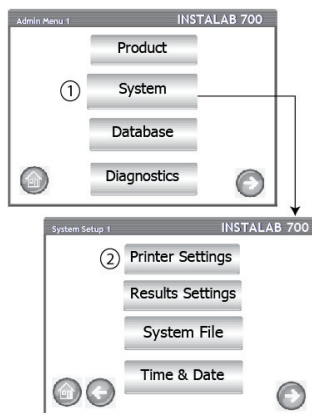 Admin Menu 1 INSTALAB 700
Product
1 System
Database
Diagnostics
System Setup 1 INSTALAB 700
2 Printer Settings
Results Settings
System File
Time & Date